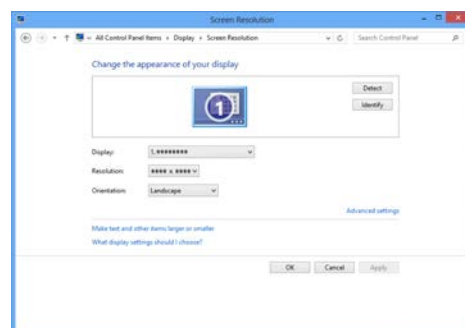 Screen Resolution
All Control Panel Items Display Screen Resolution
Search Control Panel
Change the appearance of your display
1
Detect
Identify
Display: 1.********
Resolution: **** x ****
Orientation: Landscape
Advanced settings
Make text and other items larger or smaller
What display settings should I choose?
OK Cancel Apply